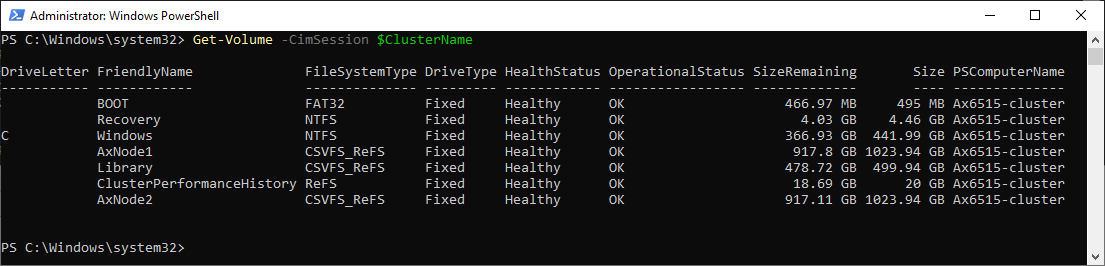 Administrator: Windows PowerShell
PS C:\Windows\system32> Get-Volume -CimSession $ClusterName
DriveLetter FriendlyName              FileSystemType DriveType HealthStatus OperationalStatus SizeRemaining       Size PSComputerName
----------- ------------              -------------- --------- ------------ ----------------- -------------       ---- --------------
            BOOT                      FAT32          Fixed     Healthy      OK                    466.97 MB     495 MB Ax6515-cluster
            Recovery                  NTFS           Fixed     Healthy      OK                      4.03 GB    4.46 GB Ax6515-cluster
C           Windows                   NTFS           Fixed     Healthy      OK                    366.93 GB  441.99 GB Ax6515-cluster
            AxNode1                   CSVFS_ReFS     Fixed     Healthy      OK                     917.8 GB 1023.94 GB Ax6515-cluster
            Library                   CSVFS_ReFS     Fixed     Healthy      OK                    478.72 GB  499.94 GB Ax6515-cluster
            ClusterPerformanceHistory ReFS           Fixed     Healthy      OK                     18.69 GB      20 GB Ax6515-cluster
            AxNode2                   CSVFS_ReFS     Fixed     Healthy      OK                    917.11 GB 1023.94 GB Ax6515-cluster
PS C:\Windows\system32>